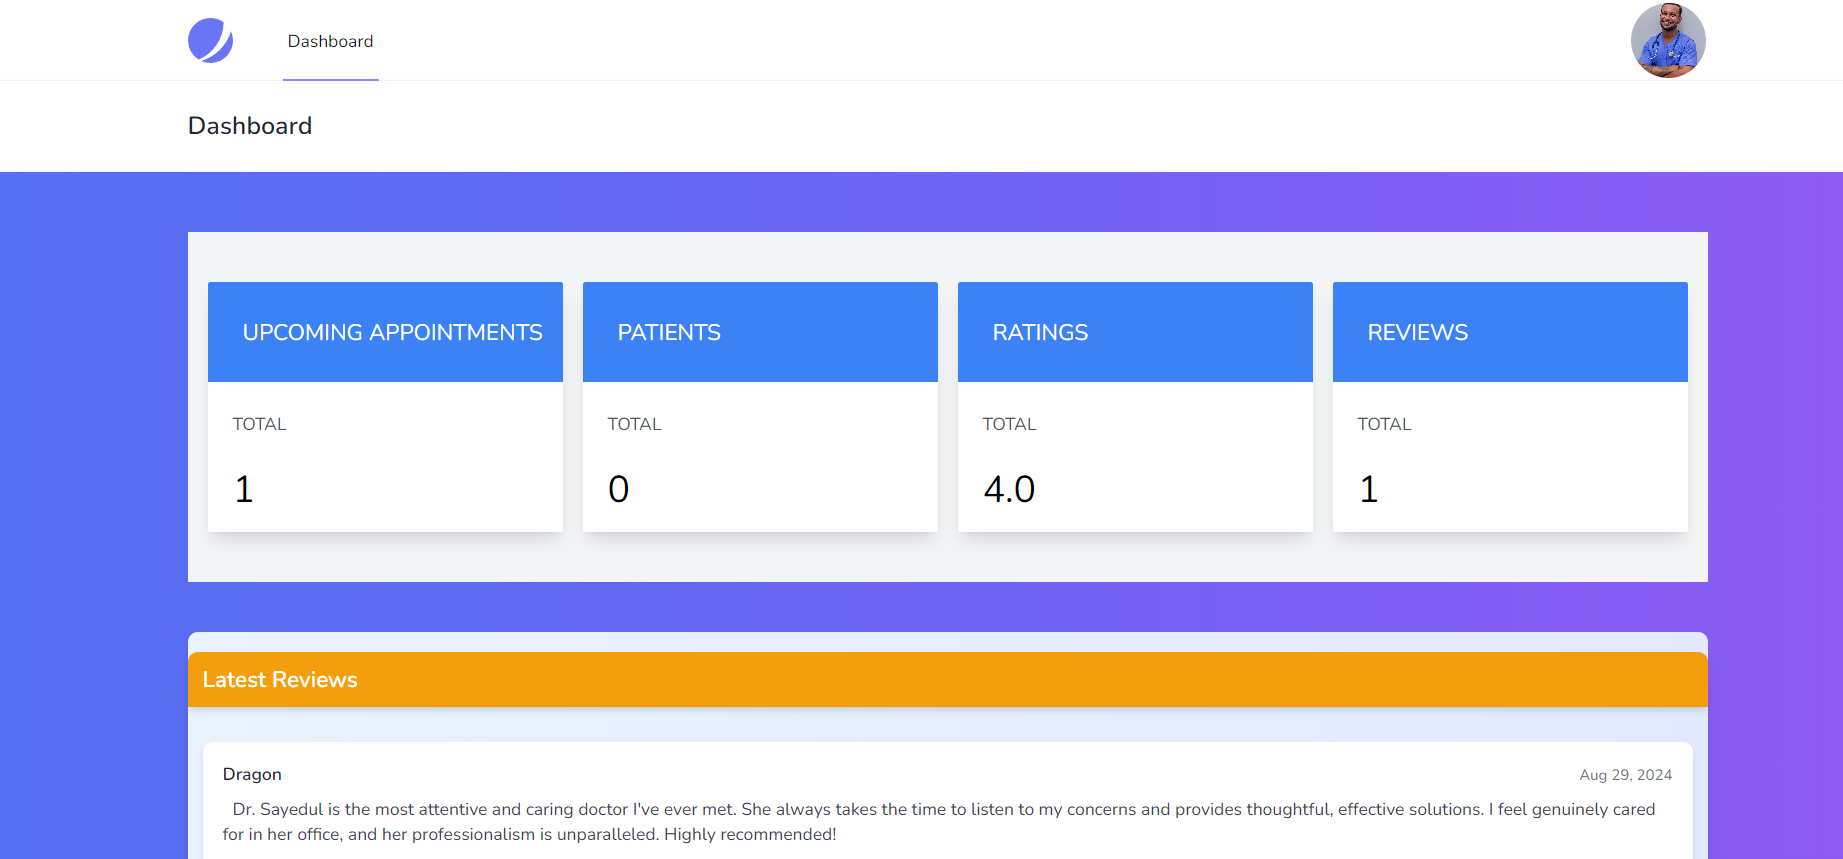 Dashboard
Dashboard
UPCOMING APPOINTMENTS
TOTAL
1
PATIENTS
TOTAL
0
RATINGS
TOTAL
4.0
REVIEWS
TOTAL
1
Latest Reviews
Dragon
Aug 29, 2024
Dr. Sayedul is the most attentive and caring doctor I've ever met. She always takes the time to listen to my concerns and provides thoughtful, effective solutions. I feel genuinely cared
for in her office, and her professionalism is unparalleled. Highly recommended!